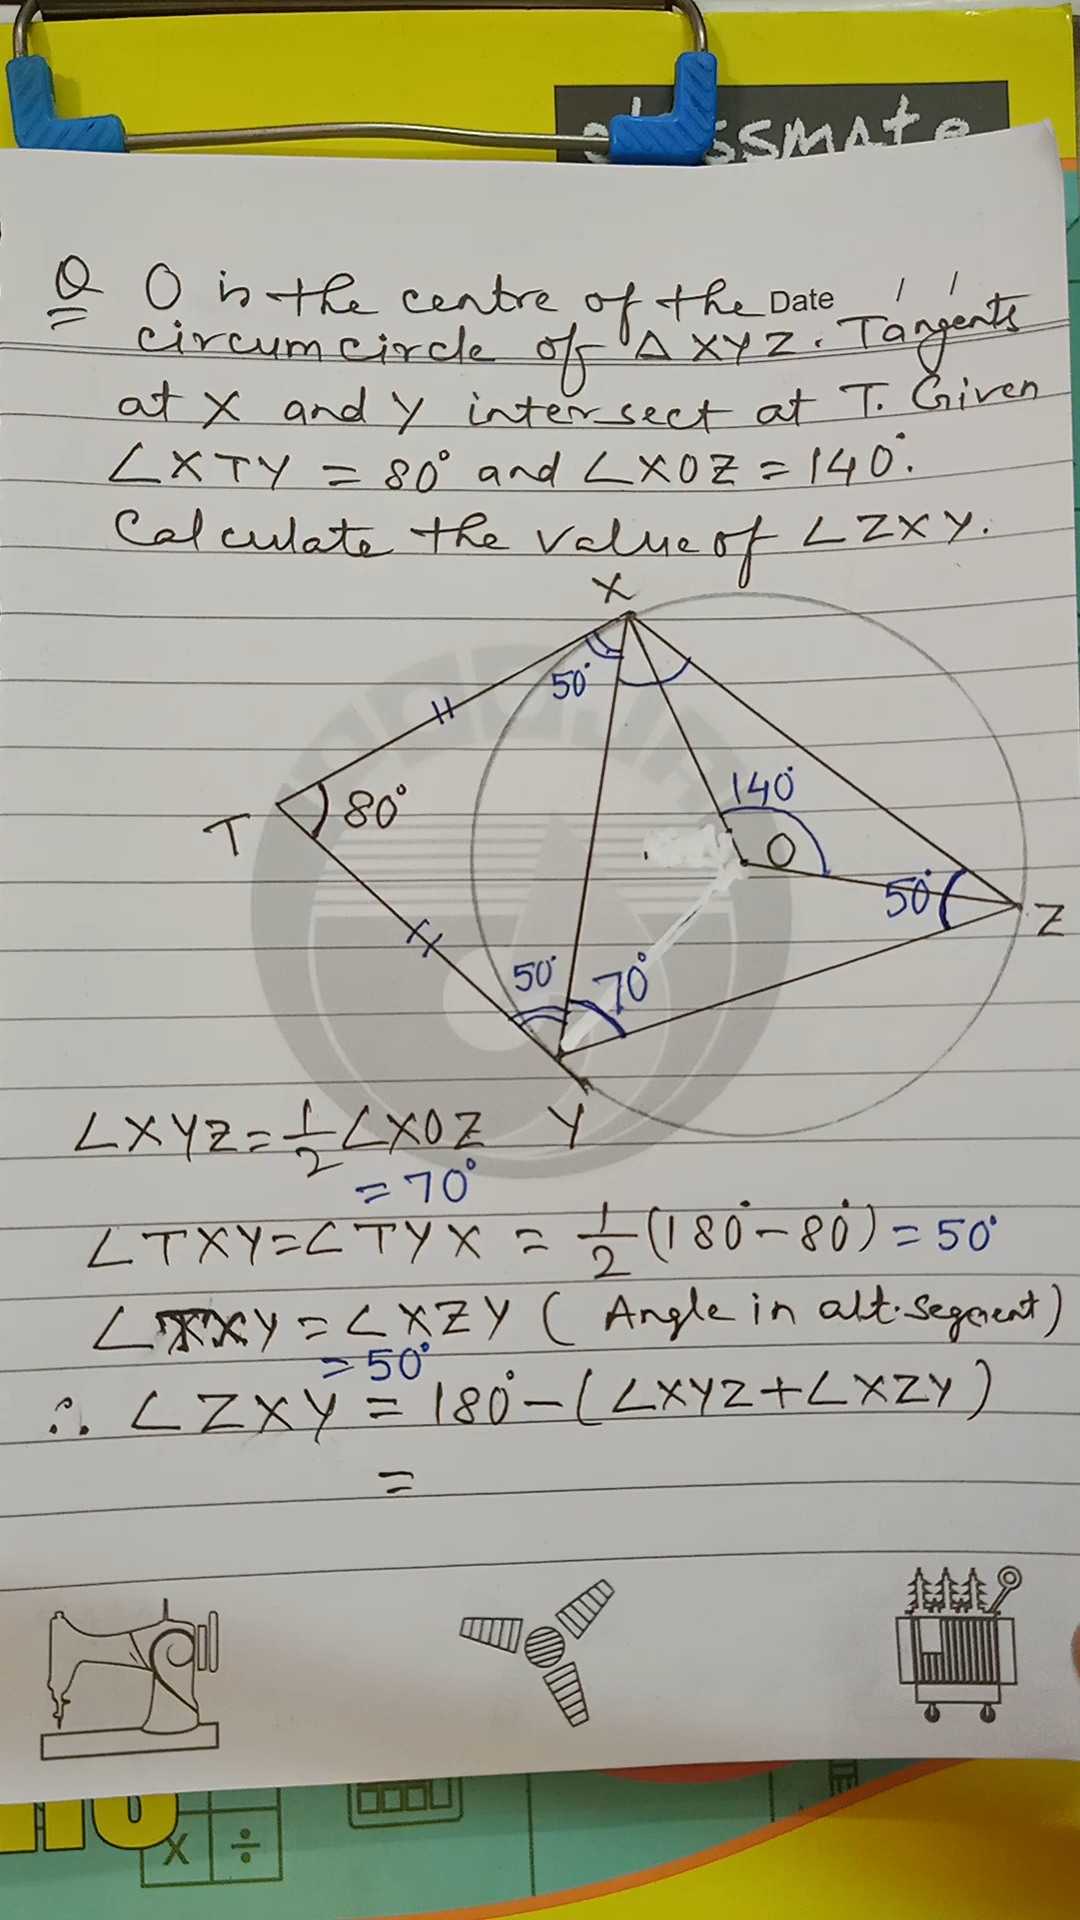 classmate
Q O is the centre of the Date / /
circumcircle of △XYZ. Tangents
at X and Y intersect at T. Given
∠XTY = 80° and ∠XOZ = 140°.
Calculate the value of ∠ZXY.
X
50°
140°
T 80° O
50° Z
50° 70°
Y
∠XYZ = 1/2 ∠XOZ
= 70°
∠TXY = ∠TYX = 1/2 (180° - 80°) = 50°
∠TXY = ∠XZY (Angle in alt. segment)
= 50°
∴ ∠ZXY = 180° - (∠XYZ + ∠XZY)
=
x ÷